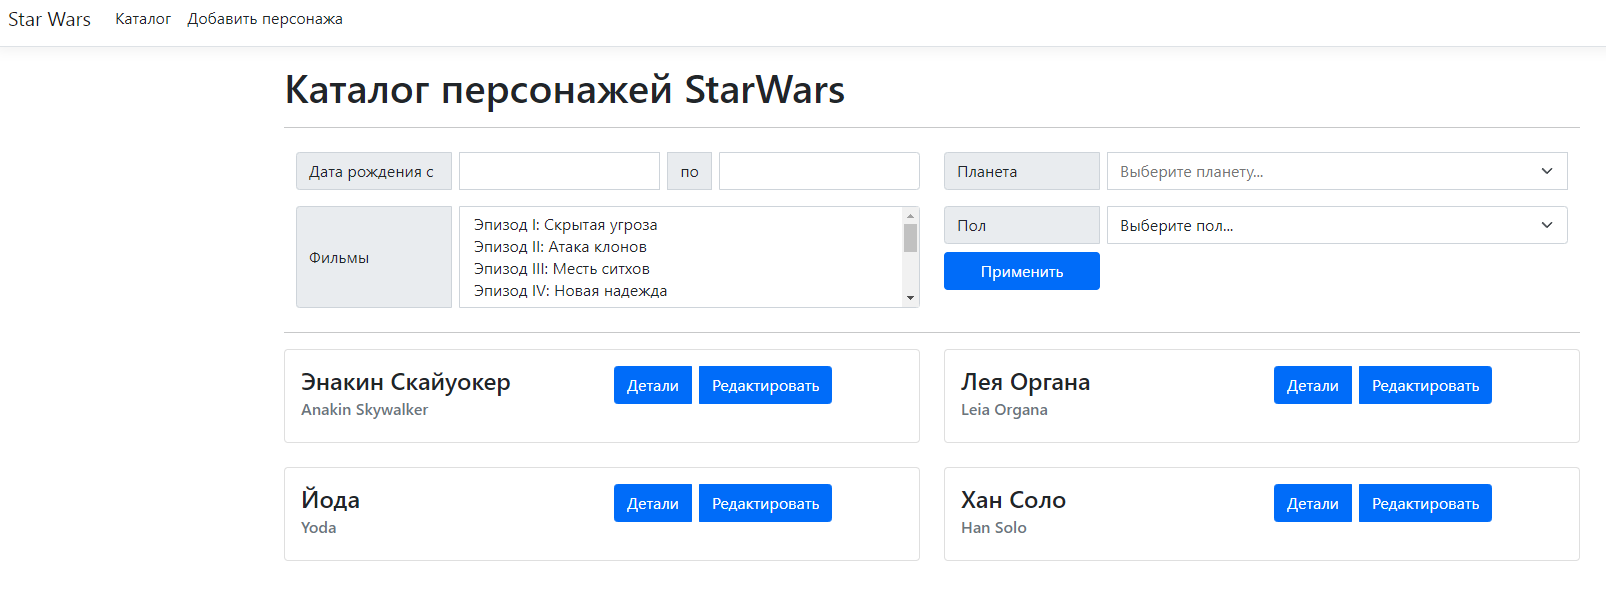 Star Wars Каталог Добавить персонажа
Каталог персонажей StarWars
Дата рождения с по Планета Выберите планету...
Фильмы
Эпизод I: Скрытая угроза
Эпизод II: Атака клонов
Эпизод III: Месть ситхов
Эпизод IV: Новая надежда
Пол Выберите пол...
Применить
Энакин Скайуокер Детали Редактировать
Anakin Skywalker
Лея Органа Детали Редактировать
Leia Organa
Йода Детали Редактировать
Yoda
Хан Соло Детали Редактировать
Han Solo